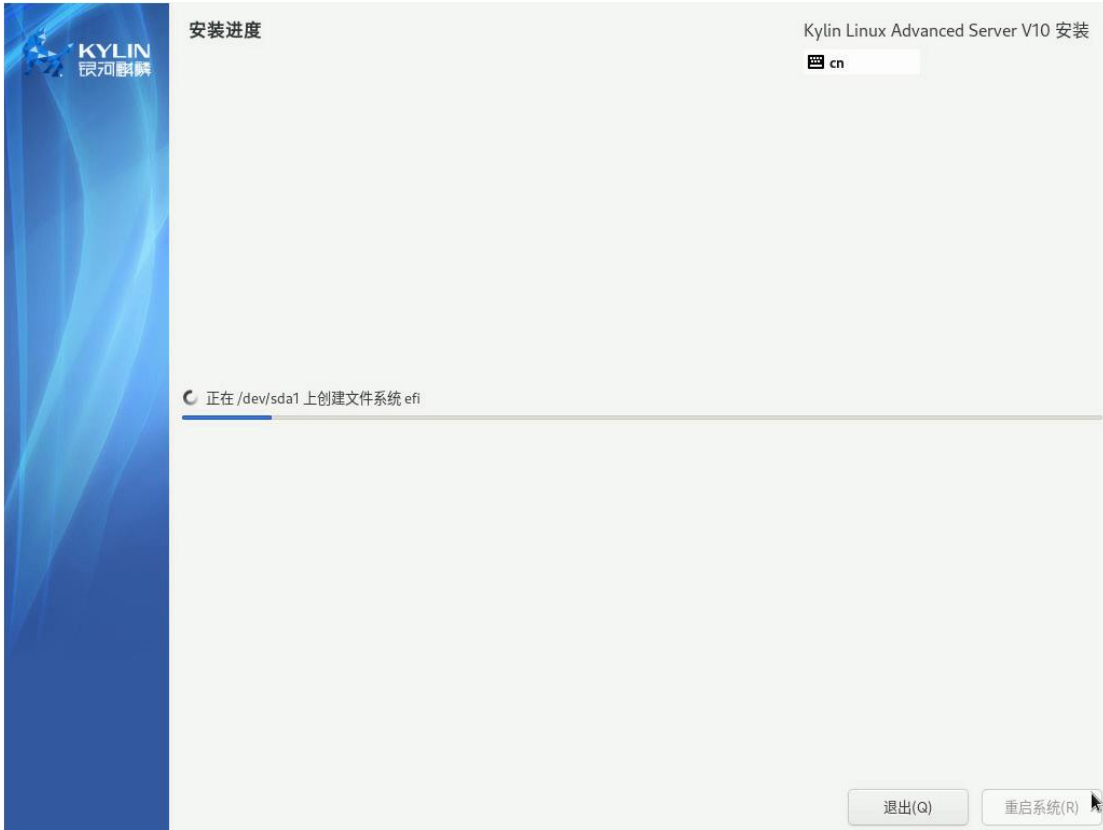 KYLIN
银河麒麟
安装进度
Kylin Linux Advanced Server V10 安装
cn
正在 /dev/sda1 上创建文件系统 efi
退出(Q)
重启系统(R)